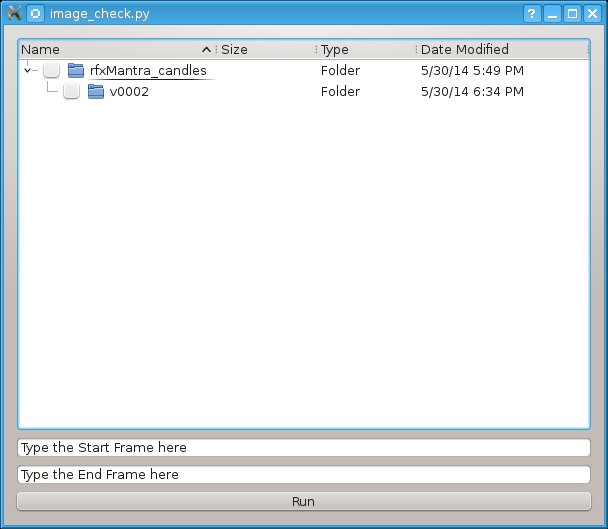 image_check.py
Name Size Type Date Modified
rfxMantra_candles Folder 5/30/14 5:49 PM
v0002 Folder 5/30/14 6:34 PM
Type the Start Frame here
Type the End Frame here
Run